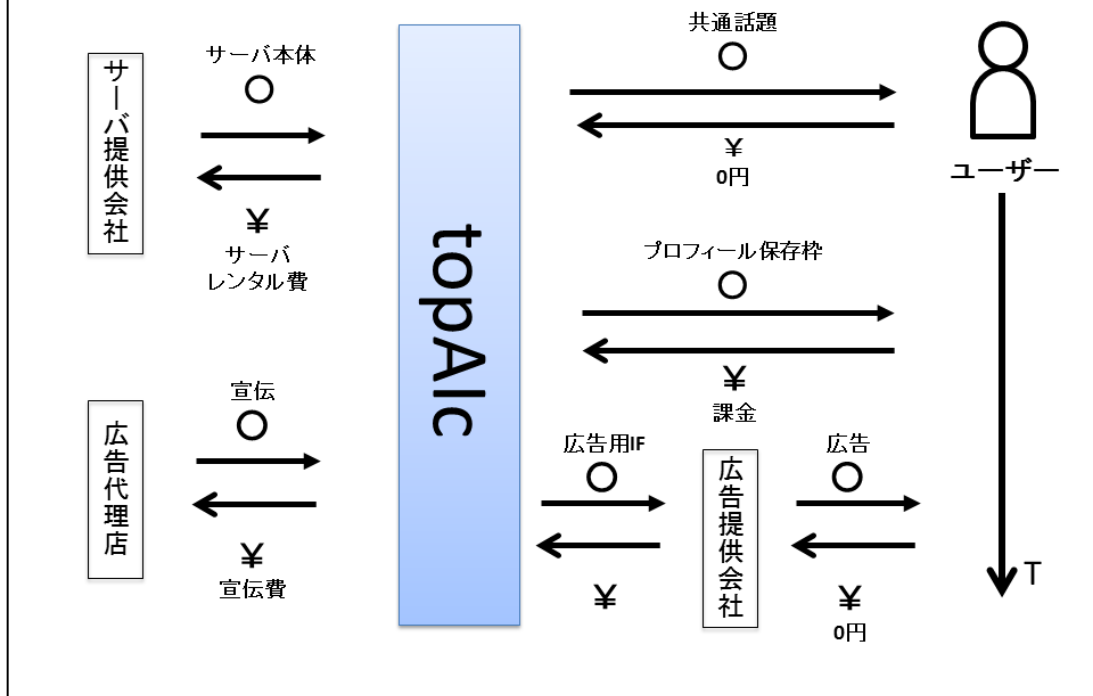 サーバ提供会社
サーバ本体
¥
サーバ
レンタル費
広告代理店
宣伝
¥
宣伝費
topAlc
共通話題
¥
0円
プロフィール保存枠
¥
課金
広告用IF
¥
広告提供会社
広告
¥
0円
ユーザー
T